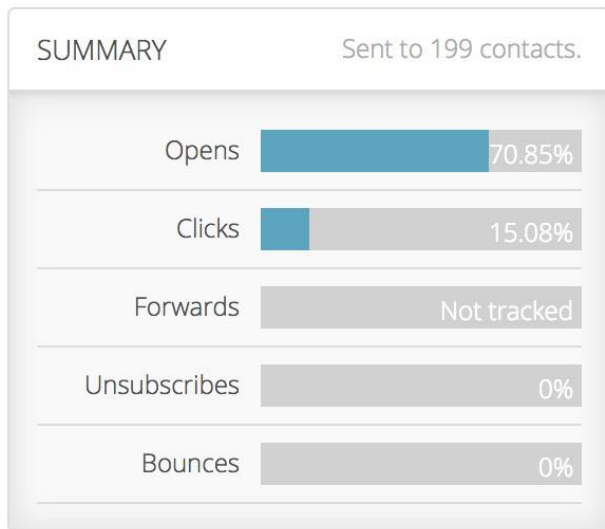 SUMMARY Sent to 199 contacts.
Opens 70.85%
Clicks 15.08%
Forwards Not tracked
Unsubscribes 0%
Bounces 0%